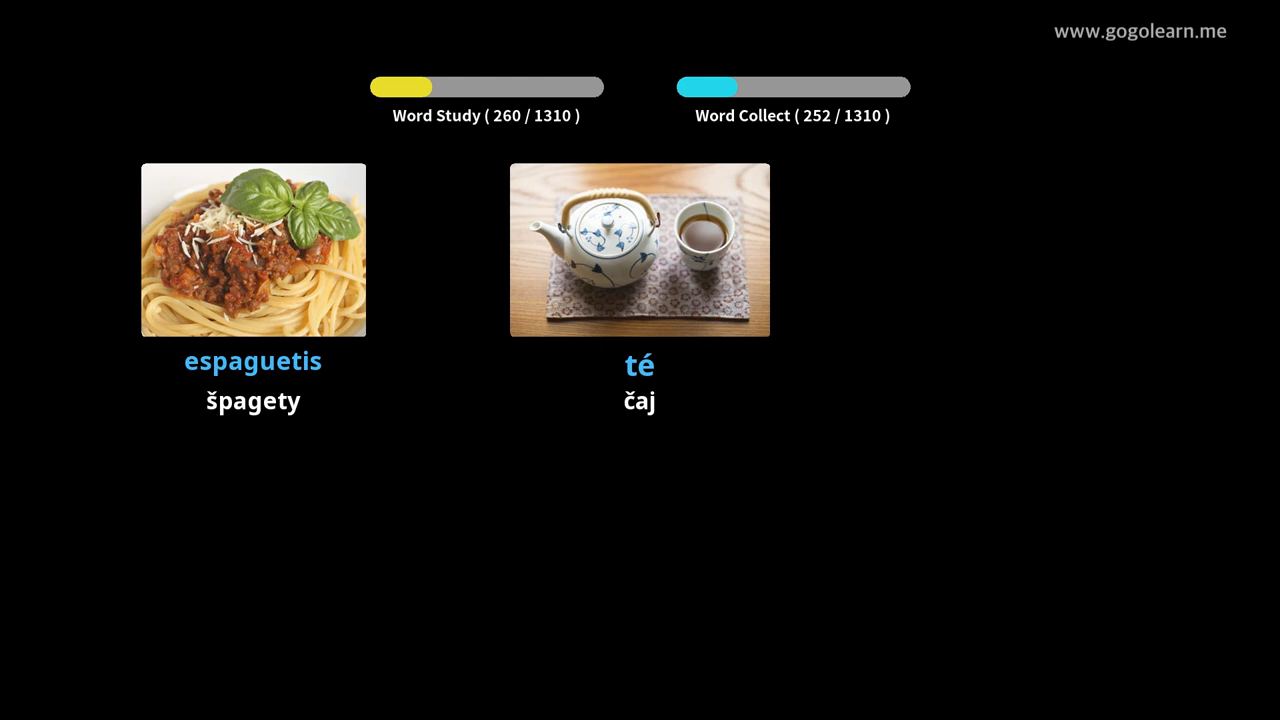 www.gogolearn.me
Word Study ( 260 / 1310 )
Word Collect ( 252 / 1310 )
espaguetis
špagety
té
čaj